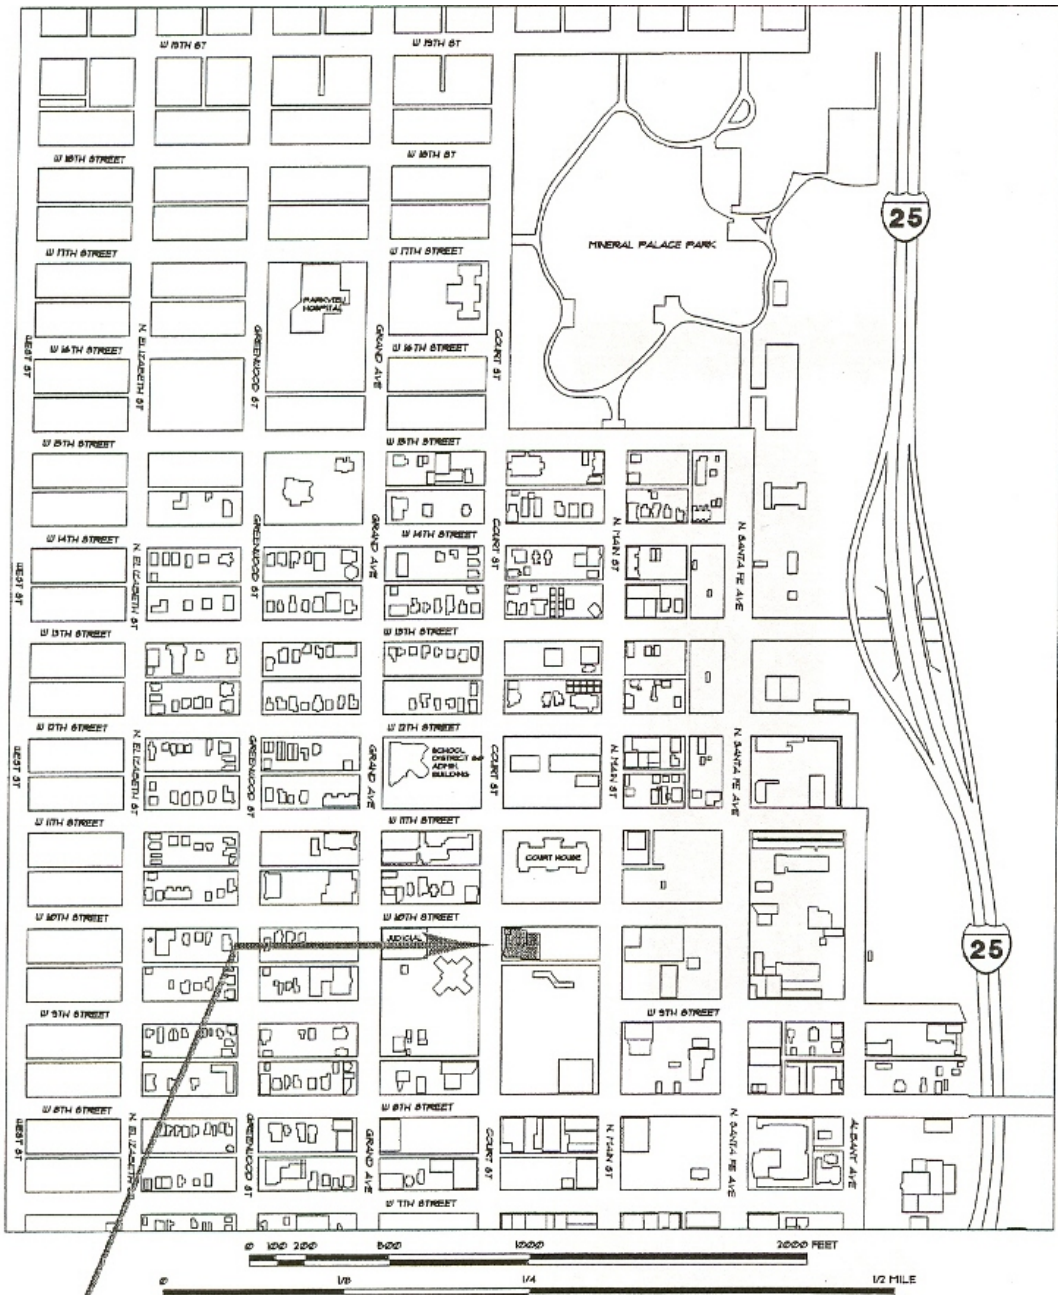 W 19TH ST
W 19TH ST
W 18TH STREET
W 18TH ST
25
MINERAL PALACE PARK
W 17TH STREET
W 17TH STREET
PARKVIEW
HOSPITAL
WEST ST
N. ELIZABETH ST
GREENWOOD ST
GRAND AVE
COURT ST
W 16TH STREET
W 16TH STREET
W 15TH STREET
W 15TH STREET
W 14TH STREET
W 14TH STREET
WEST ST
N. ELIZABETH ST
GREENWOOD ST
GRAND AVE
COURT ST
N. MAIN ST
N. SANTA FE AVE
W 13TH STREET
W 13TH STREET
W 12TH STREET
W 12TH STREET
WEST ST
N. ELIZABETH ST
GREENWOOD ST
GRAND AVE
SCHOOL
DISTRICT 60
ADMIN.
BUILDING
COURT ST
N. MAIN ST
N. SANTA FE AVE
W 11TH STREET
W 11TH STREET
COURT HOUSE
W 10TH STREET
W 10TH STREET
JUDICIAL
25
W 9TH STREET
W 9TH STREET
W 8TH STREET
W 8TH STREET
WEST ST
N. ELIZABETH
GREENWOOD ST
GRAND AVE
COURT ST
N. MAIN ST
N. SANTA FE AVE
ALBANY AVE
W 7TH STREET
0 100 200 500 1000 2000 FEET
0 1/8 1/4 1/2 MILE